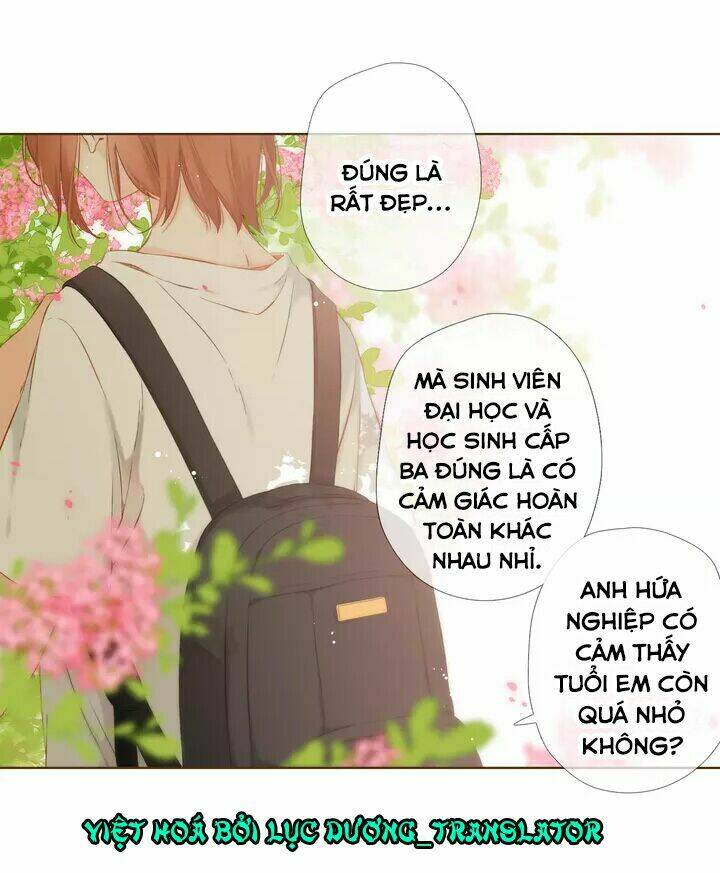 ĐÚNG LÀ
RẤT ĐẸP...
MÀ SINH VIÊN
ĐẠI HỌC VÀ
HỌC SINH CẤP
BA ĐÚNG LÀ CÓ
CẢM GIÁC HOÀN
TOÀN KHÁC
NHAU NHỈ.
ANH HỨA
NGHIỆP CÓ
CẢM THẤY
TUỔI EM CÒN
QUÁ NHỎ
KHÔNG?
VIỆT HOÁ BỞI LỤC DƯƠNG_TRANSLATOR